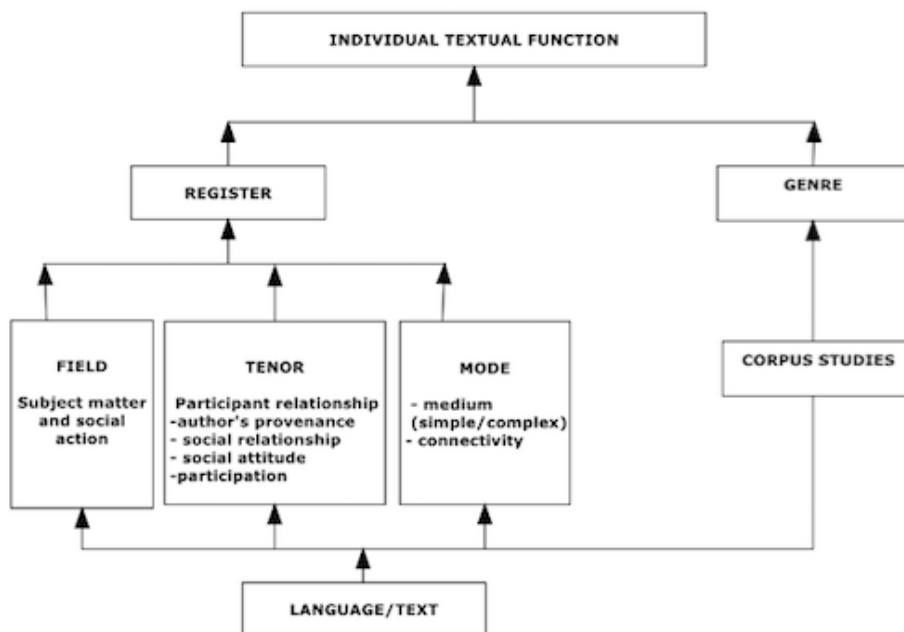 INDIVIDUAL TEXTUAL FUNCTION
REGISTER
GENRE
FIELD
Subject matter
and social
action
TENOR
Participant relationship
-author's provenance
- social relationship
- social attitude
-participation
MODE
- medium
(simple/complex)
- connectivity
CORPUS STUDIES
LANGUAGE/TEXT